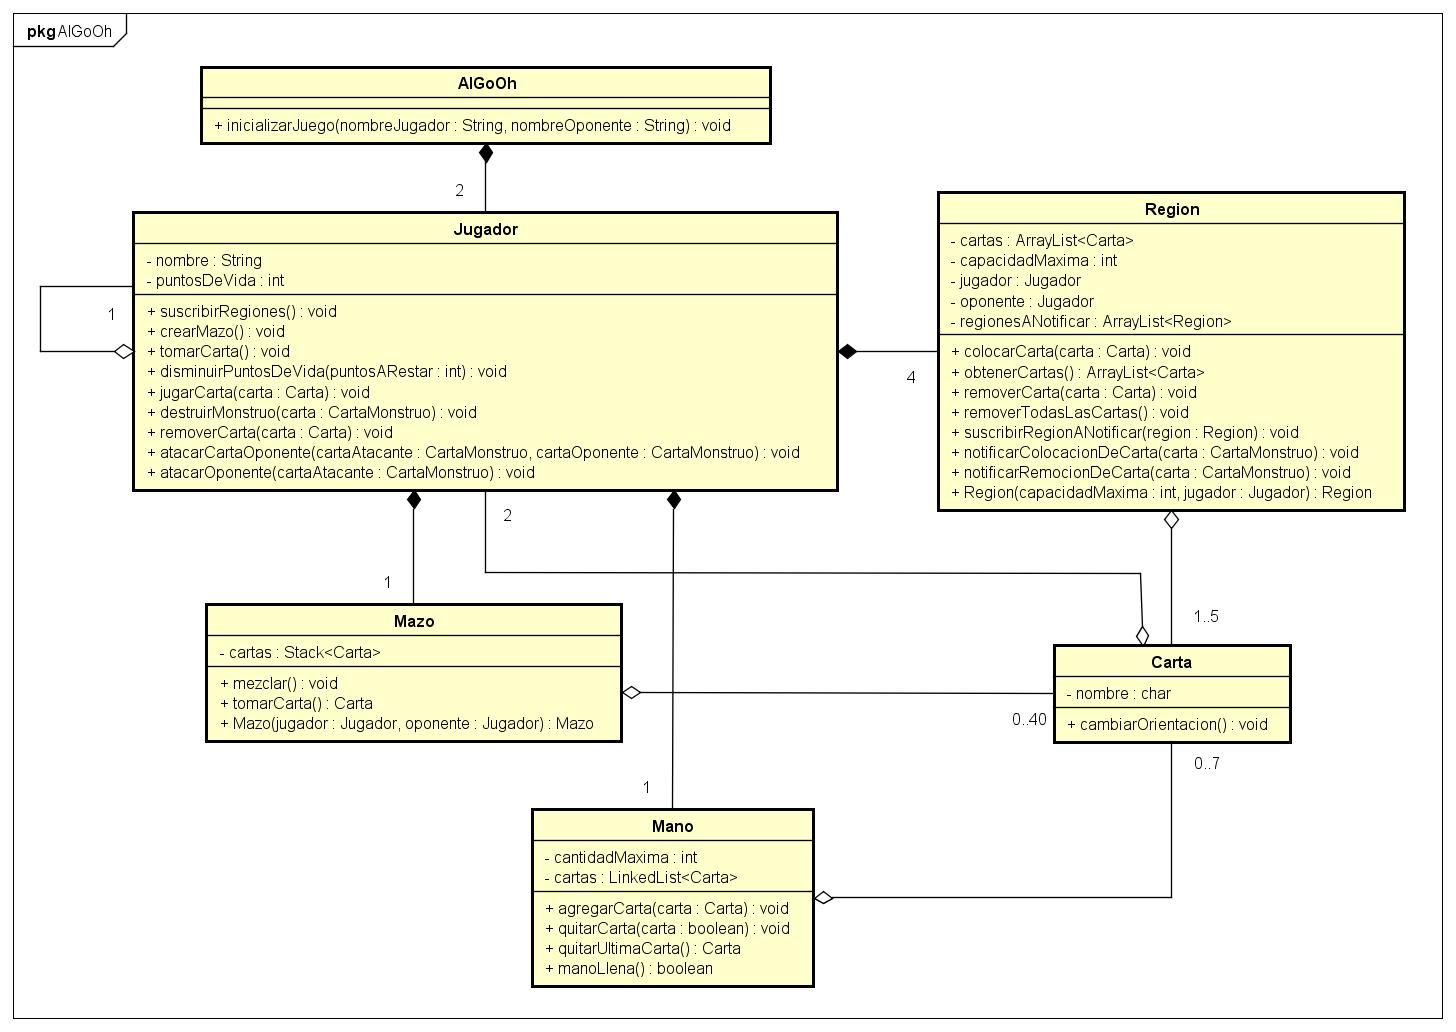 pkg AlGoOh
AlGoOh
+ inicializarJuego(nombreJugador : String, nombreOponente : String) : void
2
Jugador
- nombre : String
- puntosDeVida : int
+ suscribirRegiones() : void
+ crearMazo() : void
+ tomarCarta() : void
+ disminuirPuntosDeVida(puntosARestar : int) : void
+ jugarCarta(carta : Carta) : void
+ destruirMonstruo(carta : CartaMonstruo) : void
+ removerCarta(carta : Carta) : void
+ atacarCartaOponente(cartaAtacante : CartaMonstruo, cartaOponente : CartaMonstruo) : void
+ atacarOponente(cartaAtacante : CartaMonstruo) : void
1
4
Region
- cartas : ArrayList<Carta>
- capacidadMaxima : int
- jugador : Jugador
- oponente : Jugador
- regionesANotificar : ArrayList<Region>
+ colocarCarta(carta : Carta) : void
+ obtenerCartas() : ArrayList<Carta>
+ removerCarta(carta : Carta) : void
+ removerTodasLasCartas() : void
+ suscribirRegionANotificar(region : Region) : void
+ notificarColocacionDeCarta(carta : CartaMonstruo) : void
+ notificarRemocionDeCarta(carta : CartaMonstruo) : void
+ Region(capacidadMaxima : int, jugador : Jugador) : Region
2
1
1..5
Mazo
- cartas : Stack<Carta>
+ mezclar() : void
+ tomarCarta() : Carta
+ Mazo(jugador : Jugador, oponente : Jugador) : Mazo
0..40
Carta
- nombre : char
+ cambiarOrientacion() : void
0..7
1
Mano
- cantidadMaxima : int
- cartas : LinkedList<Carta>
+ agregarCarta(carta : Carta) : void
+ quitarCarta(carta : boolean) : void
+ quitarUltimaCarta() : Carta
+ manoLlena() : boolean